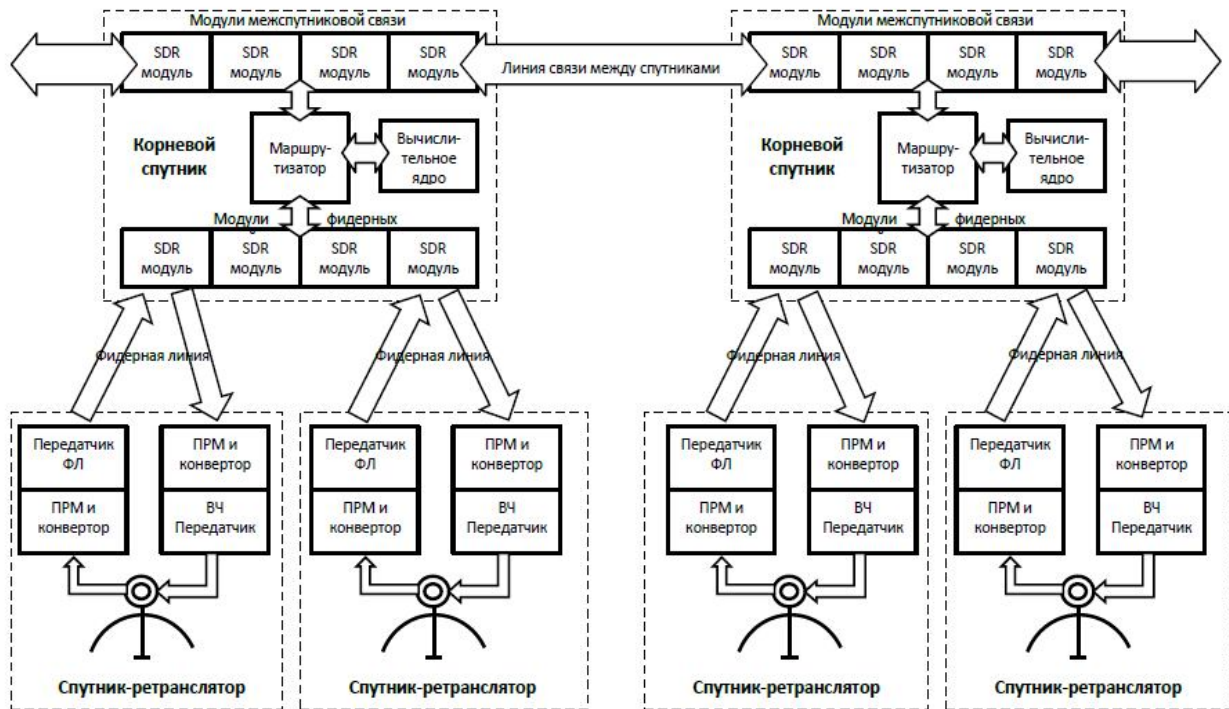 Модули межспутниковой связи
Модули межспутниковой связи
SDR модуль
SDR модуль
SDR модуль
SDR модуль
Линия связи между спутниками
SDR модуль
SDR модуль
SDR модуль
SDR модуль
Корневой
спутник
Маршру-
тизатор
Вычисли-
тельное
ядро
Корневой
спутник
Маршру-
тизатор
Вычисли-
тельное
ядро
Модули фидерных
Модули фидерных
SDR модуль
SDR модуль
SDR модуль
SDR модуль
SDR модуль
SDR модуль
SDR модуль
SDR модуль
Фидерная линия
Фидерная линия
Фидерная линия
Фидерная линия
Передатчик
ФЛ
ПРМ и
конвертор
ПРМ и
конвертор
ВЧ
Передатчик
Передатчик
ФЛ
ПРМ и
конвертор
ПРМ и
конвертор
ВЧ
Передатчик
Передатчик
ФЛ
ПРМ и
конвертор
ПРМ и
конвертор
ВЧ
Передатчик
Передатчик
ФЛ
ПРМ и
конвертор
ПРМ и
конвертор
ВЧ
Передатчик
Спутник-ретранслятор
Спутник-ретранслятор
Спутник-ретранслятор
Спутник-ретранслятор